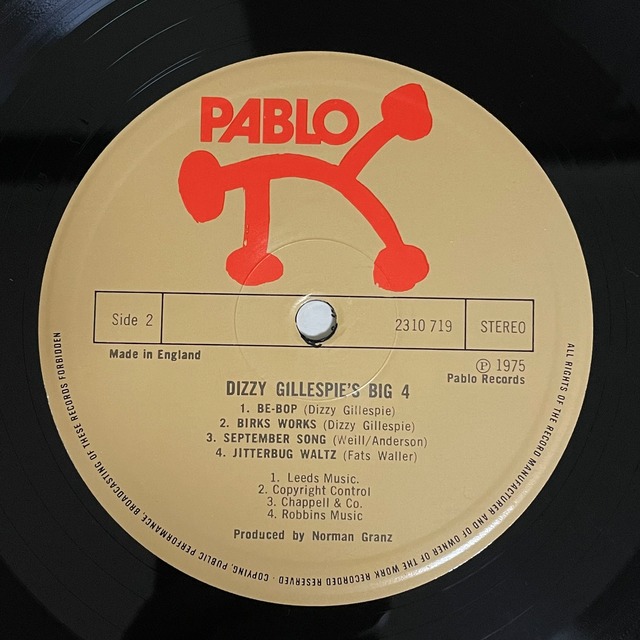 PABLO
Side 2
2310 719
STEREO
Made in England
Ⓟ 1975
Pablo Records
DIZZY GILLESPIE'S BIG 4
1. BE-BOP (Dizzy Gillespie)
2. BIRKS WORKS (Dizzy Gillespie)
3. SEPTEMBER SONG (Weill/Anderson)
4. JITTERBUG WALTZ (Fats Waller)
1. Leeds Music.
2. Copyright Control
3. Chappell & Co.
4. Robbins Music
Produced by Norman Granz
ALL RIGHTS OF THE RECORD MANUFACTURER AND OF OWNER OF THE WORK RECORDED RESERVED · COPYING, PUBLIC PERFORMANCE, BROADCASTING OF THESE RECORDS FORBIDDEN